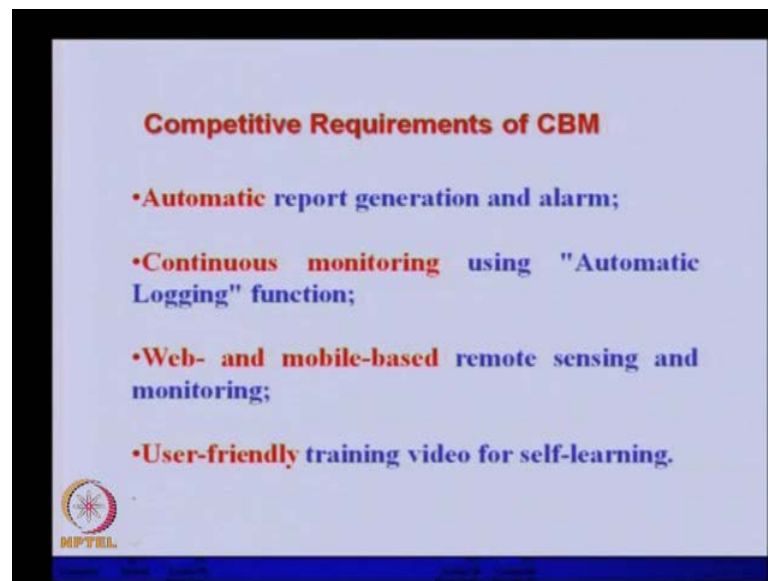 Competitive Requirements of CBM
•Automatic report generation and alarm;
•Continuous monitoring using "Automatic
Logging" function;
•Web- and mobile-based remote sensing and
monitoring;
•User-friendly training video for self-learning.
NPTEL